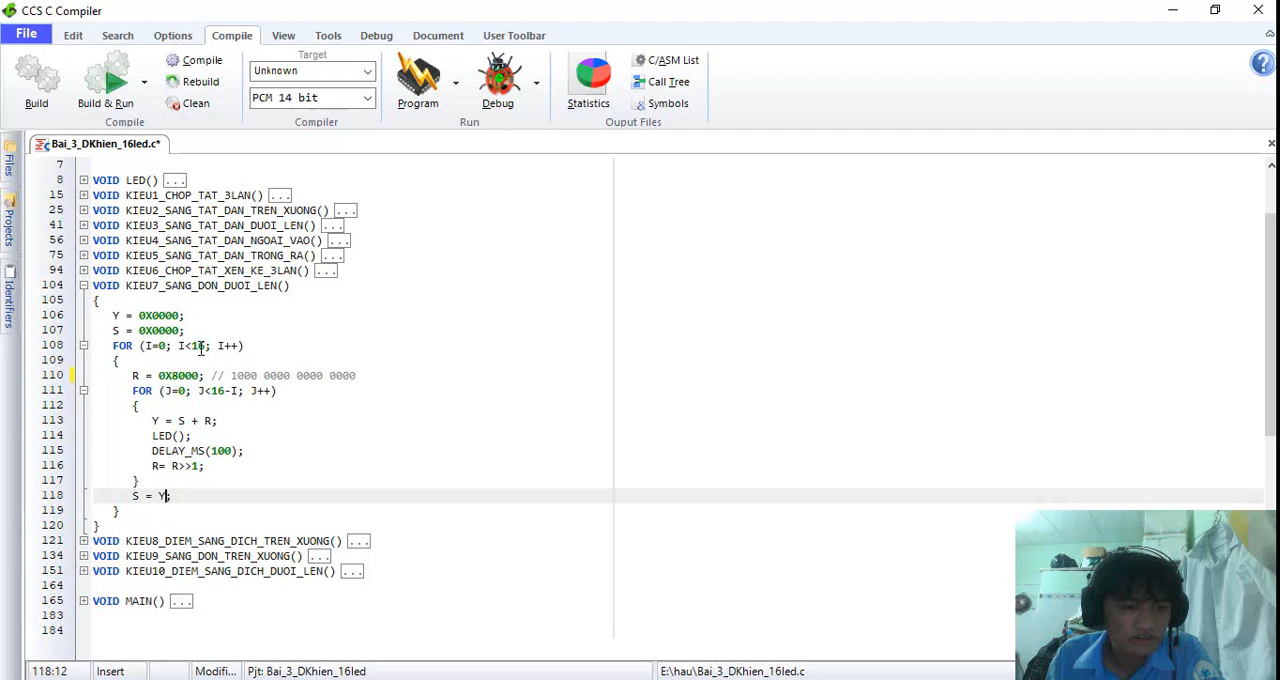 CCS C Compiler
File Edit Search Options Compile View Tools Debug Document User Toolbar
Build
Build & Run
Compile
Rebuild
Clean
Compile
Target
Unknown
PCM 14 bit
Compiler
Program
Debug
Run
Statistics
C/ASM List
Call Tree
Symbols
Ouput Files
Files
Projects
Identifiers
Bai_3_DKhien_16led.c*
7
8 VOID LED() ...
15 VOID KIEU1_CHOP_TAT_3LAN() ...
25 VOID KIEU2_SANG_TAT_DAN_TREN_XUONG() ...
41 VOID KIEU3_SANG_TAT_DAN_DUOI_LEN() ...
56 VOID KIEU4_SANG_TAT_DAN_NGOAI_VAO() ...
75 VOID KIEU5_SANG_TAT_DAN_TRONG_RA() ...
94 VOID KIEU6_CHOP_TAT_XEN_KE_3LAN() ...
104 VOID KIEU7_SANG_DON_DUOI_LEN()
105 {
106 Y = 0X0000;
107 S = 0X0000;
108 FOR (I=0; I<16; I++)
109 {
110 R = 0X8000; // 1000 0000 0000 0000
111 FOR (J=0; J<16-I; J++)
112 {
113 Y = S + R;
114 LED();
115 DELAY_MS(100);
116 R= R>>1;
117 }
118 S = Y;
119 }
120 }
121 VOID KIEU8_DIEM_SANG_DICH_TREN_XUONG() ...
134 VOID KIEU9_SANG_DON_TREN_XUONG() ...
151 VOID KIEU10_DIEM_SANG_DICH_DUOI_LEN() ...
164
165 VOID MAIN() ...
183
184
118:12 Insert Modifi... Pjt: Bai_3_DKhien_16led E:\hau\Bai_3_DKhien_16led.c